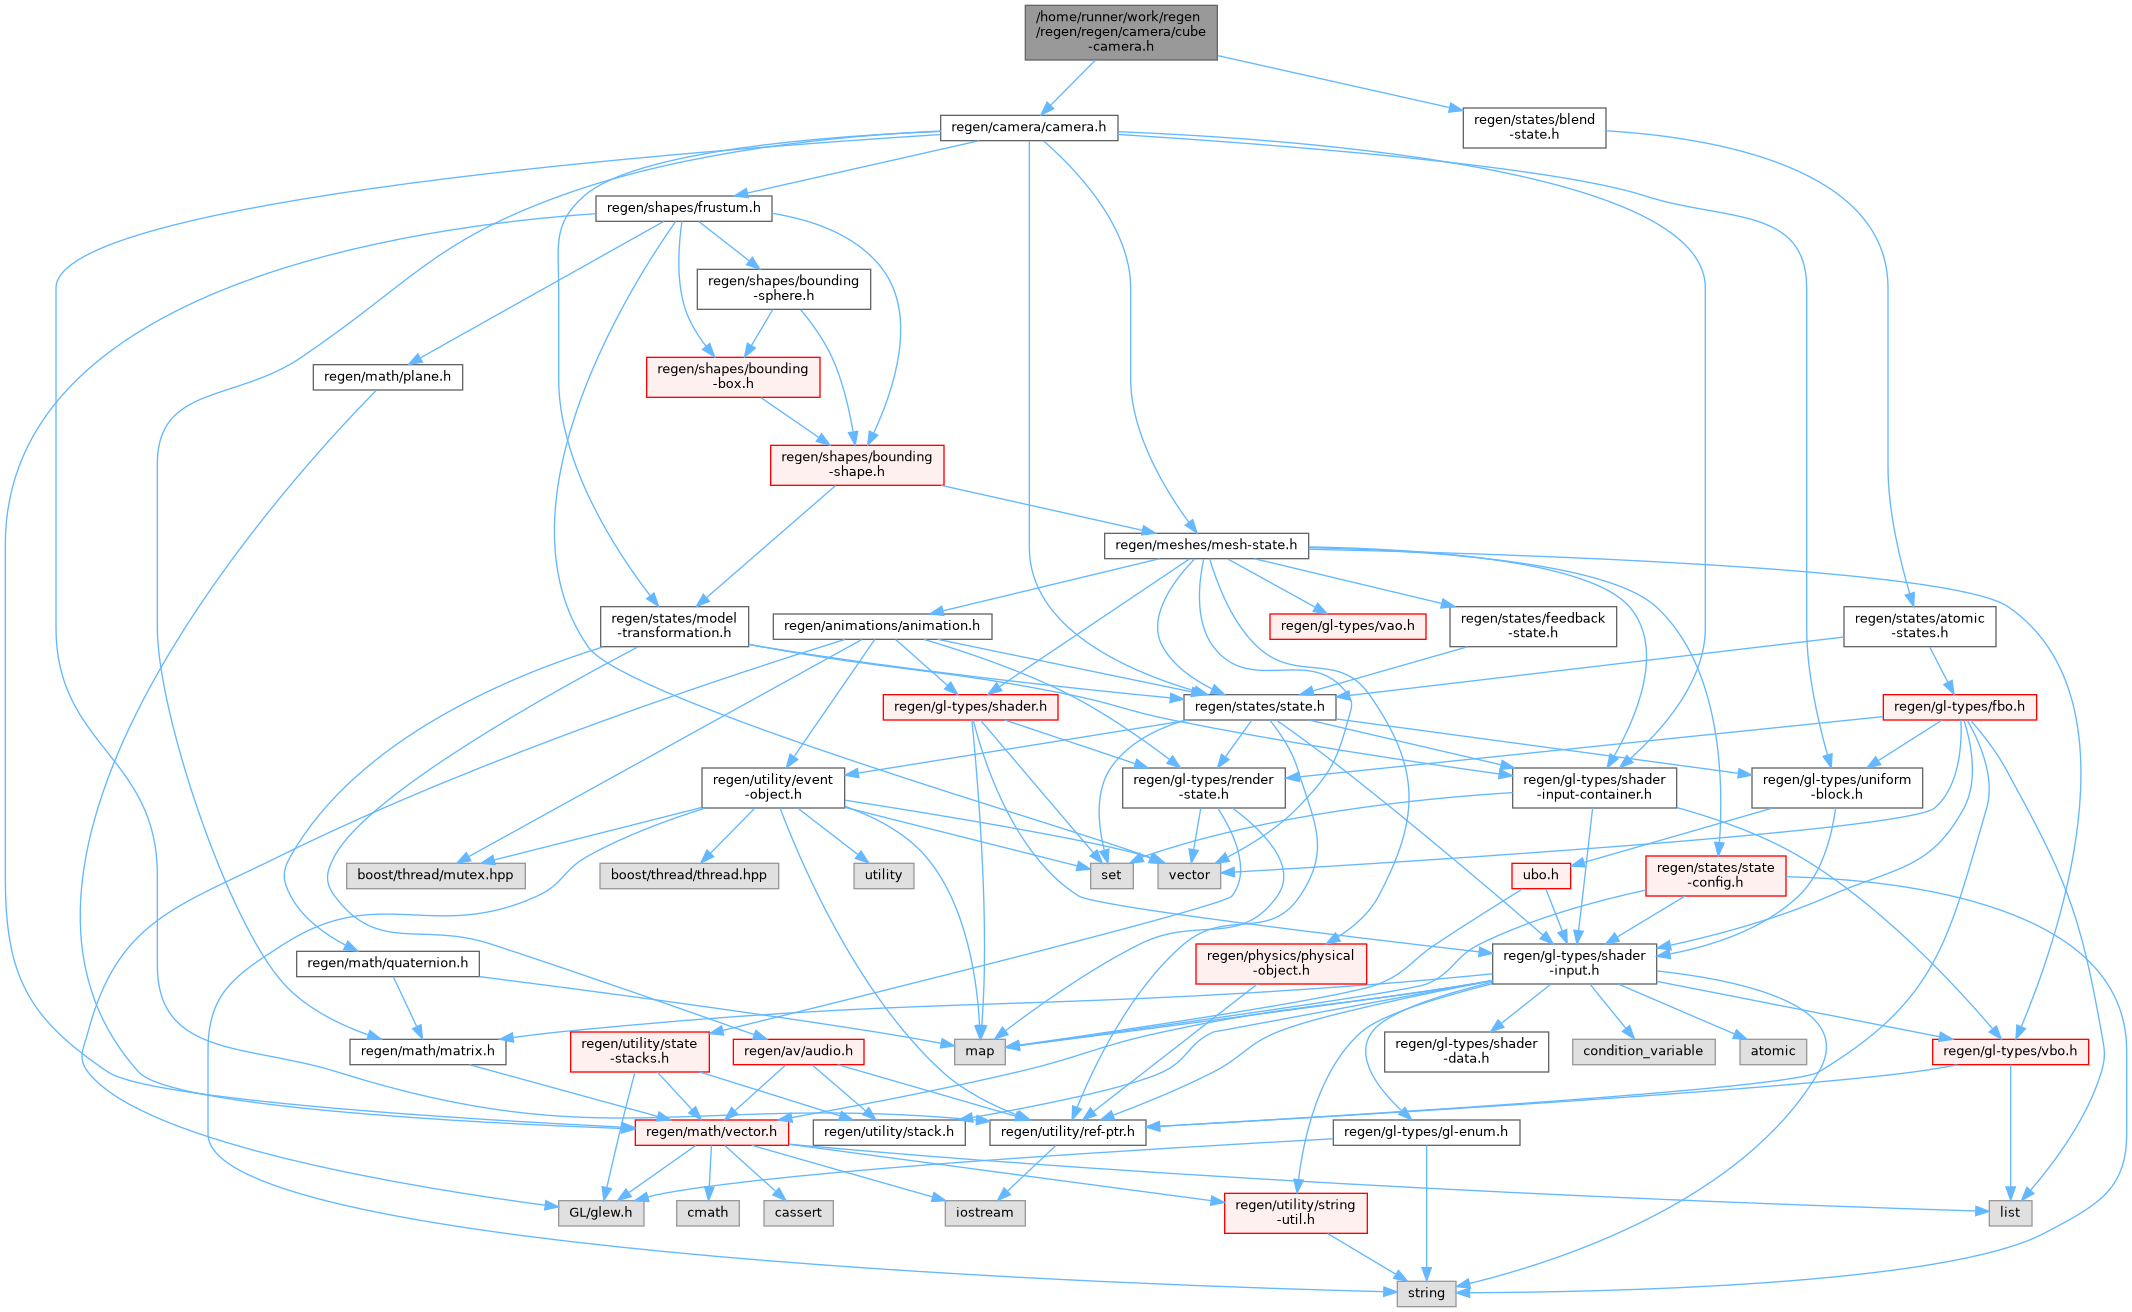 /home/runner/work/regen
/regen/regen/camera/cube
-camera.h
regen/camera/camera.h
regen/states/blend
-state.h
regen/shapes/frustum.h
regen/shapes/bounding
-sphere.h
regen/math/plane.h
regen/shapes/bounding
-box.h
regen/shapes/bounding
-shape.h
regen/meshes/mesh-state.h
regen/states/model
-transformation.h
regen/animations/animation.h
regen/gl-types/vao.h
regen/states/feedback
-state.h
regen/states/atomic
-states.h
regen/gl-types/shader.h
regen/states/state.h
regen/gl-types/fbo.h
regen/utility/event
-object.h
regen/gl-types/render
-state.h
regen/gl-types/shader
-input-container.h
regen/gl-types/uniform
-block.h
boost/thread/mutex.hpp
boost/thread/thread.hpp
utility
set
vector
ubo.h
regen/states/state
-config.h
regen/math/quaternion.h
regen/physics/physical
-object.h
regen/gl-types/shader
-input.h
regen/math/matrix.h
regen/utility/state
-stacks.h
regen/av/audio.h
map
regen/gl-types/shader
-data.h
condition_variable
atomic
regen/gl-types/vbo.h
regen/math/vector.h
regen/utility/stack.h
regen/utility/ref-ptr.h
regen/gl-types/gl-enum.h
GL/glew.h
cmath
cassert
iostream
regen/utility/string
-util.h
list
string